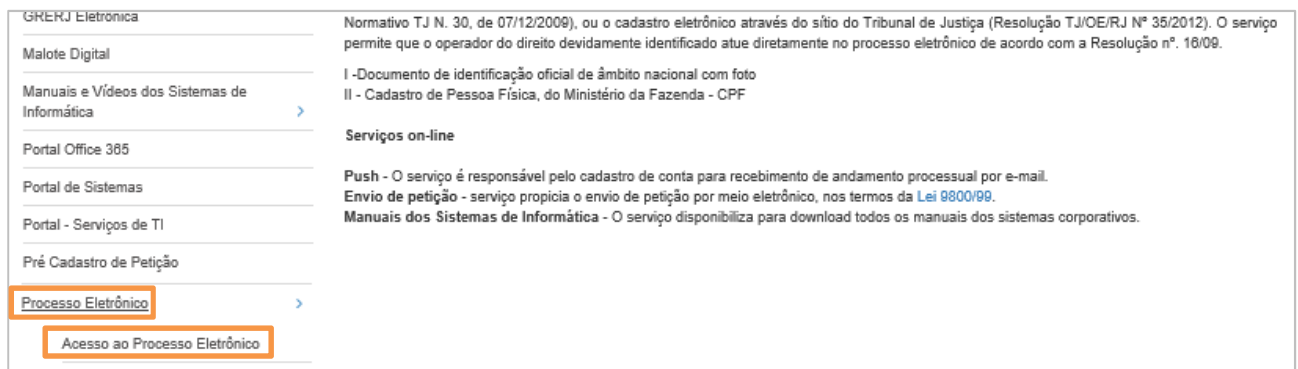 GRERJ Eletrônica
Malote Digital
Manuais e Vídeos dos Sistemas de
Informática
Portal Office 365
Portal de Sistemas
Portal - Serviços de TI
Pré Cadastro de Petição
Processo Eletrônico
Acesso ao Processo Eletrônico
Normativo TJ N. 30, de 07/12/2009), ou o cadastro eletrônico através do sítio do Tribunal de Justiça (Resolução TJ/OE/RJ Nº 35/2012). O serviço
permite que o operador do direito devidamente identificado atue diretamente no processo eletrônico de acordo com a Resolução nº. 16/09.
I -Documento de identificação oficial de âmbito nacional com foto
II - Cadastro de Pessoa Física, do Ministério da Fazenda - CPF
Serviços on-line
Push - O serviço é responsável pelo cadastro de conta para recebimento de andamento processual por e-mail.
Envio de petição - serviço propicia o envio de petição por meio eletrônico, nos termos da Lei 9800/99.
Manuais dos Sistemas de Informática - O serviço disponibiliza para download todos os manuais dos sistemas corporativos.